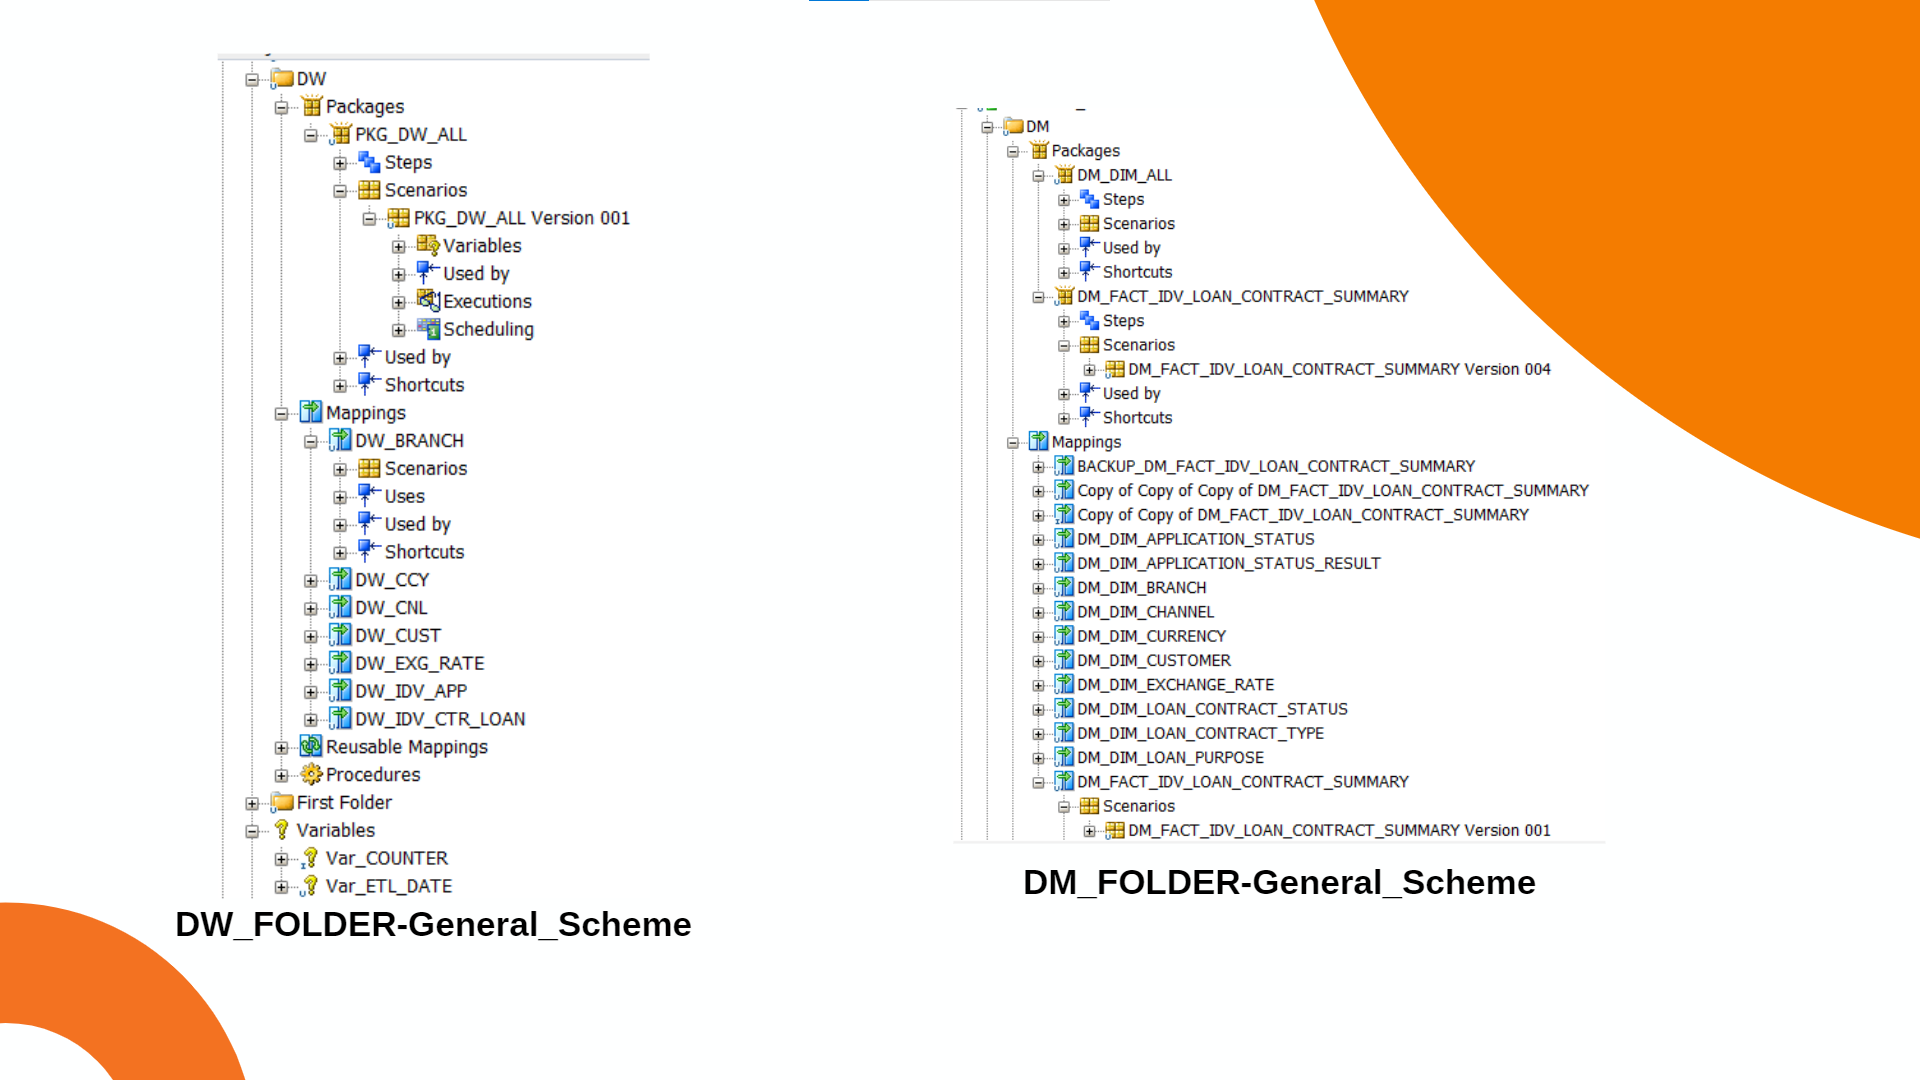 DW
Packages
PKG_DW_ALL
Steps
Scenarios
PKG_DW_ALL Version 001
Variables
Used by
Executions
Scheduling
Used by
Shortcuts
Mappings
DW_BRANCH
Scenarios
Uses
Used by
Shortcuts
DW_CCY
DW_CNL
DW_CUST
DW_EXG_RATE
DW_IDV_APP
DW_IDV_CTR_LOAN
Reusable Mappings
Procedures
First Folder
Variables
Var_COUNTER
Var_ETL_DATE
DW_FOLDER-General_Scheme
DM
Packages
DM_DIM_ALL
Steps
Scenarios
Used by
Shortcuts
DM_FACT_IDV_LOAN_CONTRACT_SUMMARY
Steps
Scenarios
DM_FACT_IDV_LOAN_CONTRACT_SUMMARY Version 004
Used by
Shortcuts
Mappings
BACKUP_DM_FACT_IDV_LOAN_CONTRACT_SUMMARY
Copy of Copy of Copy of DM_FACT_IDV_LOAN_CONTRACT_SUMMARY
Copy of Copy of DM_FACT_IDV_LOAN_CONTRACT_SUMMARY
DM_DIM_APPLICATION_STATUS
DM_DIM_APPLICATION_STATUS_RESULT
DM_DIM_BRANCH
DM_DIM_CHANNEL
DM_DIM_CURRENCY
DM_DIM_CUSTOMER
DM_DIM_EXCHANGE_RATE
DM_DIM_LOAN_CONTRACT_STATUS
DM_DIM_LOAN_CONTRACT_TYPE
DM_DIM_LOAN_PURPOSE
DM_FACT_IDV_LOAN_CONTRACT_SUMMARY
Scenarios
DM_FACT_IDV_LOAN_CONTRACT_SUMMARY Version 001
DM_FOLDER-General_Scheme